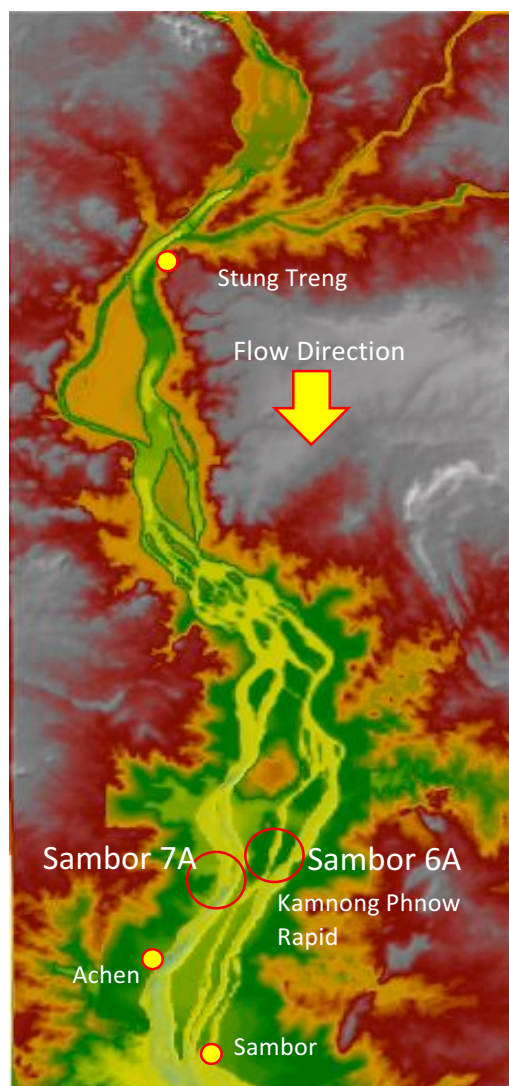 Stung Treng
Flow Direction
Sambor 7A
Sambor 6A
Kamnong Phnow
Rapid
Achen
Sambor